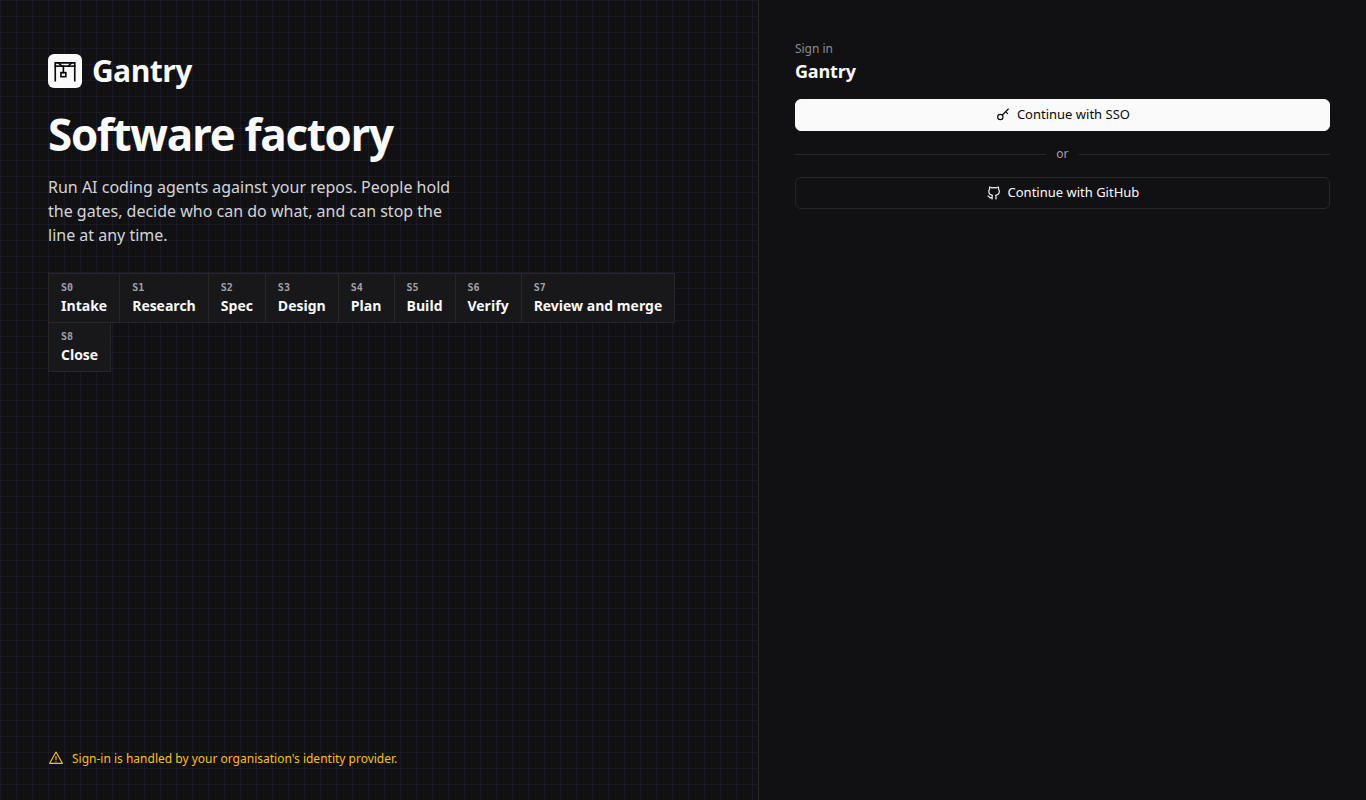 Gantry
Software factory
Run AI coding agents against your repos. People hold
the gates, decide who can do what, and can stop the
line at any time.
S0
Intake
S1
Research
S2
Spec
S3
Design
S4
Plan
S5
Build
S6
Verify
S7
Review and merge
S8
Close
Sign-in is handled by your organisation's identity provider.
Sign in
Gantry
Continue with SSO
or
Continue with GitHub